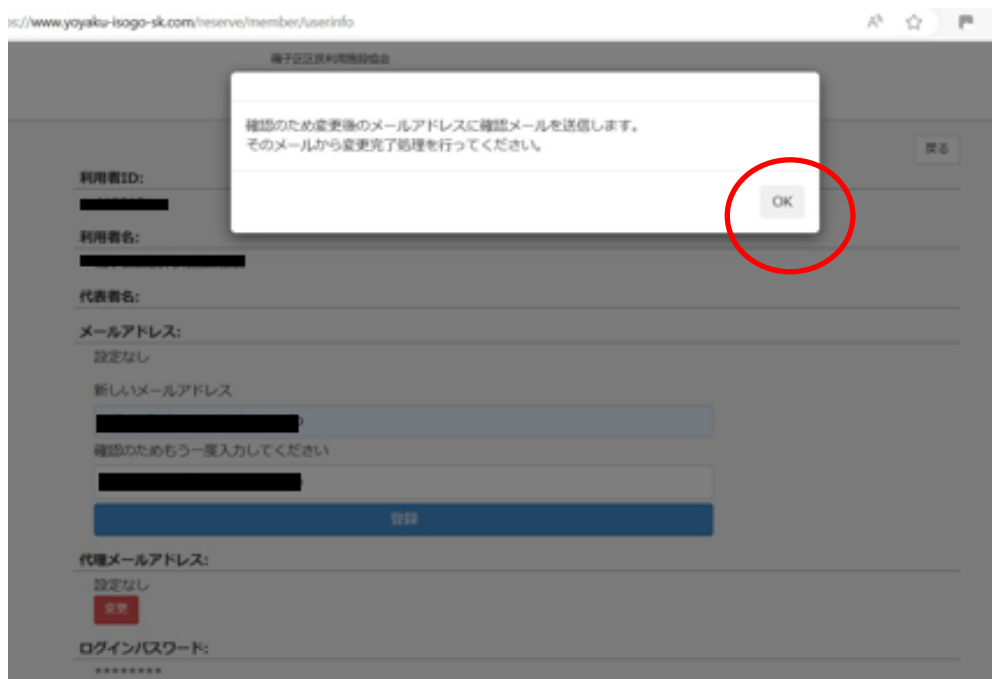 os://www.yoyaku-isogo-sk.com/reserve/member/userinfo
磯子区区民利用施設協会
確認のため変更後のメールアドレスに確認メールを送信します。
そのメールから変更完了処理を行ってください。
OK
戻る
利用者ID:
利用者名:
代表者名:
メールアドレス:
設定なし
新しいメールアドレス
確認のためもう一度入力してください
登録
代理メールアドレス:
設定なし
変更
ログインパスワード:
********